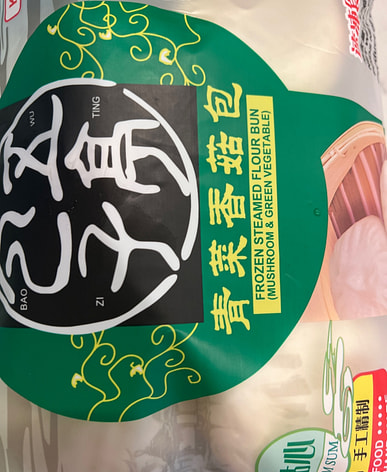 五亭
包子
WU
TING
BAO
ZI
青菜香菇包
FROZEN STEAMED FLOUR BUN
(MUSHROOM & GREEN VEGETABLE)
手工精制